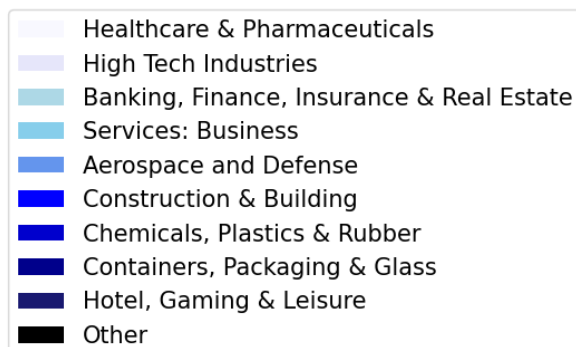 Healthcare & Pharmaceuticals
High Tech Industries
Banking, Finance, Insurance & Real Estate
Services: Business
Aerospace and Defense
Construction & Building
Chemicals, Plastics & Rubber
Containers, Packaging & Glass
Hotel, Gaming & Leisure
Other